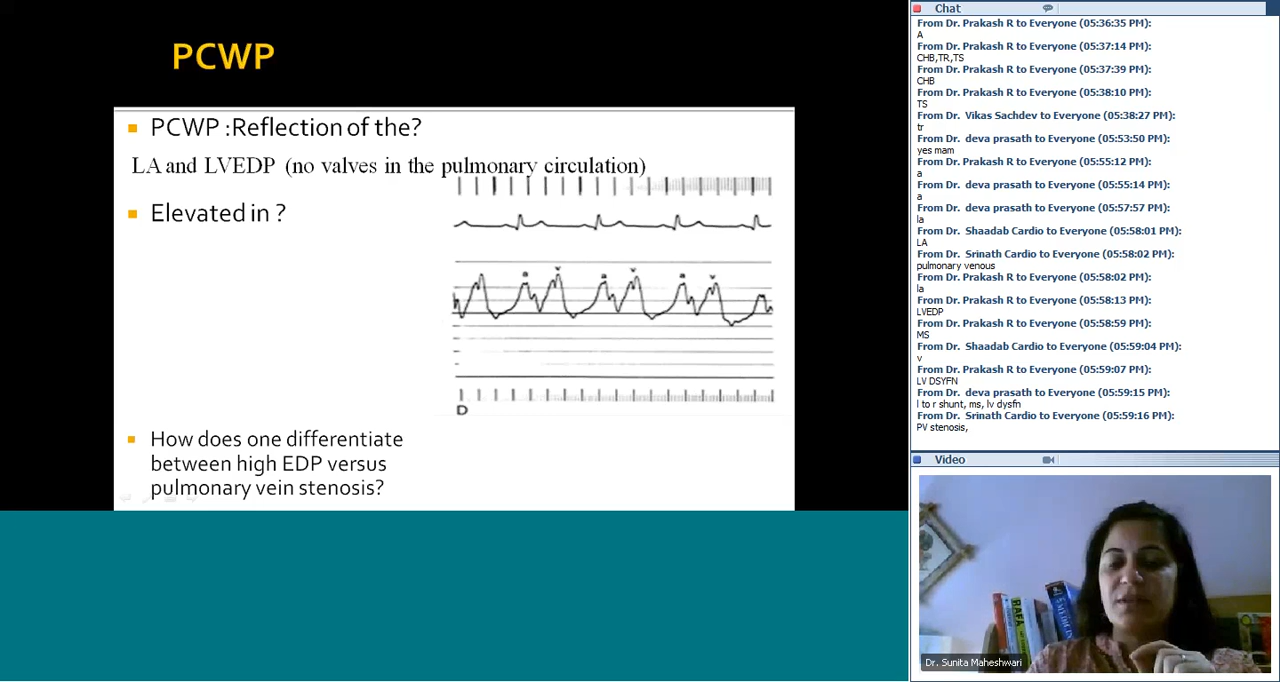 PCWP
PCWP :Reflection of the?
LA and LVEDP (no valves in the pulmonary circulation)
Elevated in ?
a v a v a v
D
How does one differentiate
between high EDP versus
pulmonary vein stenosis?
Chat
From Dr. Prakash R to Everyone (05:36:35 PM):
A
From Dr. Prakash R to Everyone (05:37:14 PM):
CHB,TR,TS
From Dr. Prakash R to Everyone (05:37:39 PM):
CHB
From Dr. Prakash R to Everyone (05:38:10 PM):
TS
From Dr. Vikas Sachdev to Everyone (05:38:27 PM):
tr
From Dr. deva prasath to Everyone (05:53:50 PM):
yes mam
From Dr. Prakash R to Everyone (05:55:12 PM):
a
From Dr. deva prasath to Everyone (05:55:14 PM):
a
From Dr. deva prasath to Everyone (05:57:57 PM):
la
From Dr. Shaadab Cardio to Everyone (05:58:01 PM):
LA
From Dr. Srinath Cardio to Everyone (05:58:02 PM):
pulmonary venous
From Dr. Prakash R to Everyone (05:58:02 PM):
la
From Dr. Prakash R to Everyone (05:58:13 PM):
LVEDP
From Dr. Prakash R to Everyone (05:58:59 PM):
MS
From Dr. Shaadab Cardio to Everyone (05:59:04 PM):
v
From Dr. Prakash R to Everyone (05:59:07 PM):
LV DSYFN
From Dr. deva prasath to Everyone (05:59:15 PM):
l to r shunt, ms, lv dysfn
From Dr. Srinath Cardio to Everyone (05:59:16 PM):
PV stenosis,
Video
RAFA
Dr. Sunita Maheshwari